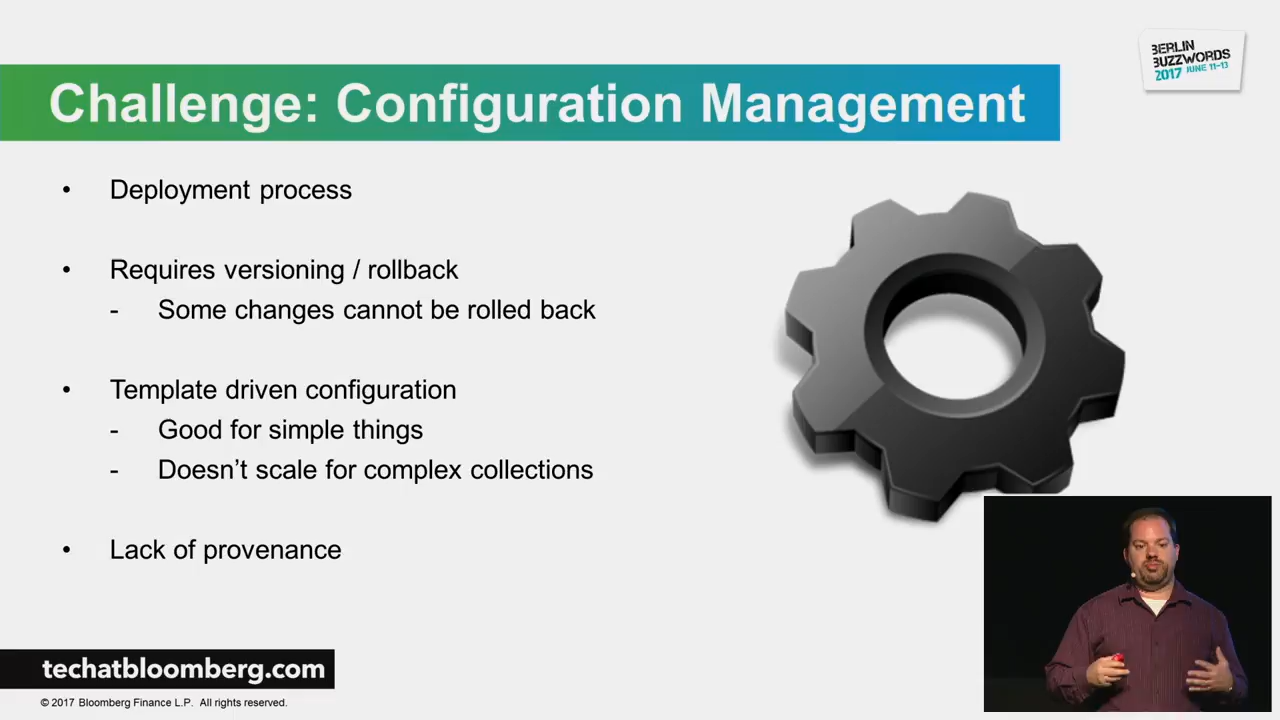 BERLIN
BUZZWORDS
2017 JUNE 11-13
Challenge: Configuration Management
• Deployment process
• Requires versioning / rollback
- Some changes cannot be rolled back
• Template driven configuration
- Good for simple things
- Doesn’t scale for complex collections
• Lack of provenance
techatbloomberg.com
© 2017 Bloomberg Finance L.P. All rights reserved.